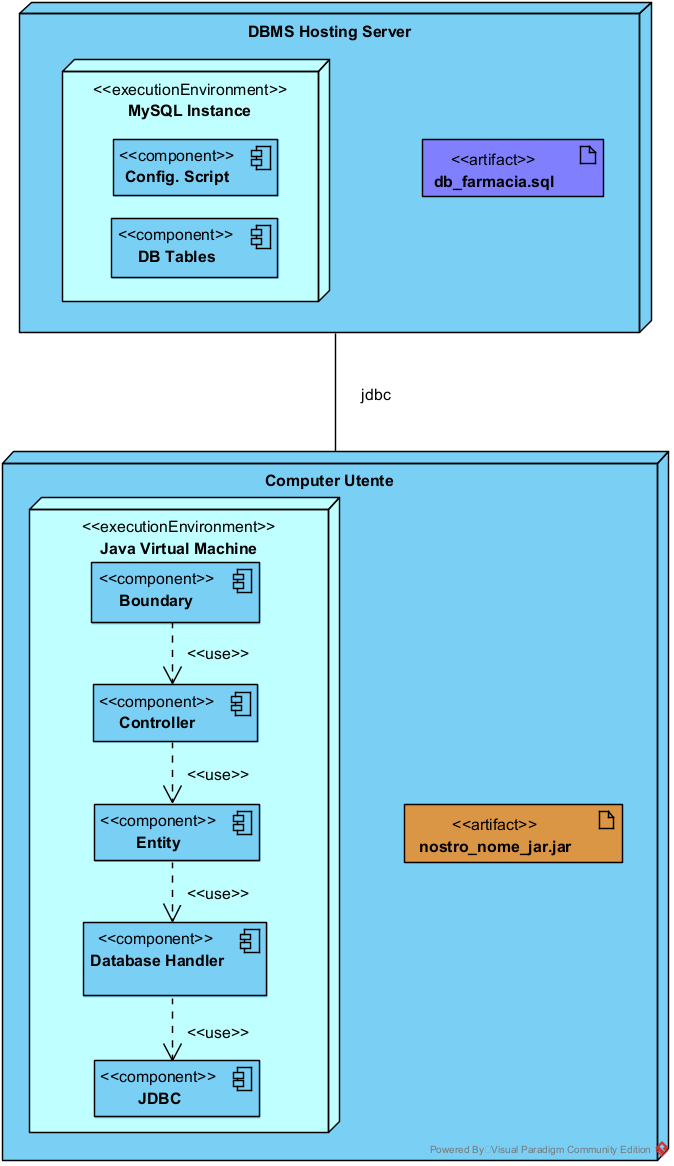 DBMS Hosting Server
<<executionEnvironment>>
MySQL Instance
<<component>>
Config. Script
<<component>>
DB Tables
<<artifact>>
db_farmacia.sql
jdbc
Computer Utente
<<executionEnvironment>>
Java Virtual Machine
<<component>>
Boundary
<<use>>
<<component>>
Controller
<<use>>
<<component>>
Entity
<<use>>
<<component>>
Database Handler
<<use>>
<<component>>
JDBC
<<artifact>>
nostro_nome_jar.jar
Powered By Visual Paradigm Community Edition